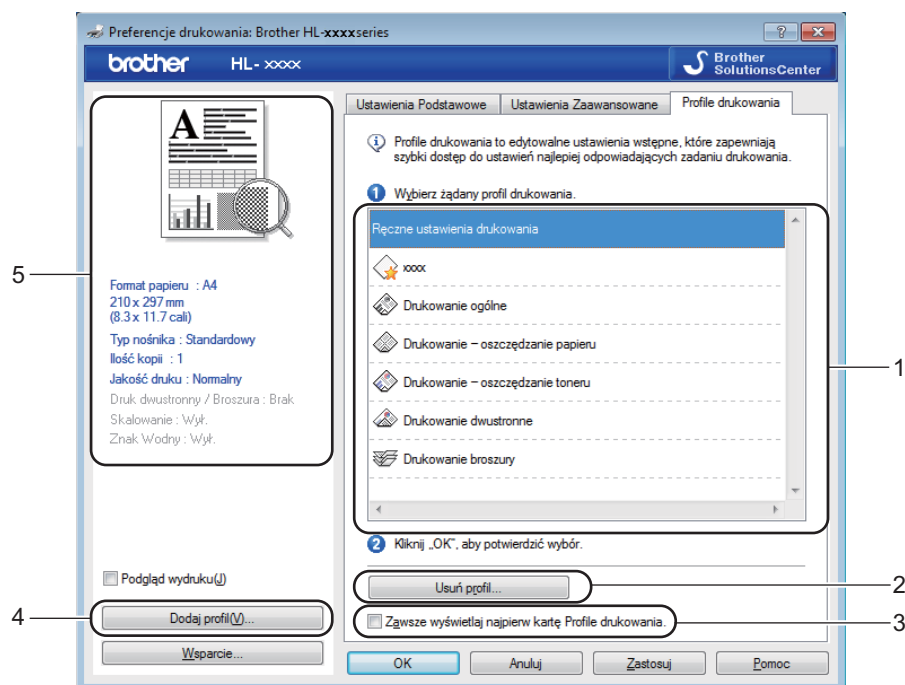 Preferencje drukowania: Brother HL-xxxxseries
brother HL- xxxx
Brother
SolutionsCenter
Ustawienia Podstawowe
Ustawienia Zaawansowane
Profile drukowania
A
Profile drukowania to edytowalne ustawienia wstępne, które zapewniają
szybki dostęp do ustawień najlepiej odpowiadających zadaniu drukowania.
1 Wybierz żądany profil drukowania.
Ręczne ustawienia drukowania
xxxx
Drukowanie ogólne
Drukowanie – oszczędzanie papieru
Drukowanie – oszczędzanie toneru
Drukowanie dwustronne
Drukowanie broszury
1
2 Kliknij „OK", aby potwierdzić wybór.
Usuń profil...
2
Zawsze wyświetlaj najpierw kartę Profile drukowania.
3
5
Format papieru : A4
210 x 297 mm
(8.3 x 11.7 cali)
Typ nośnika : Standardowy
Ilość kopii : 1
Jakość druku : Normalny
Druk dwustronny / Broszura : Brak
Skalowanie : Wył.
Znak Wodny : Wył.
Podgląd wydruku(J)
4
Dodaj profil(V)...
Wsparcie...
OK
Anuluj
Zastosuj
Pomoc